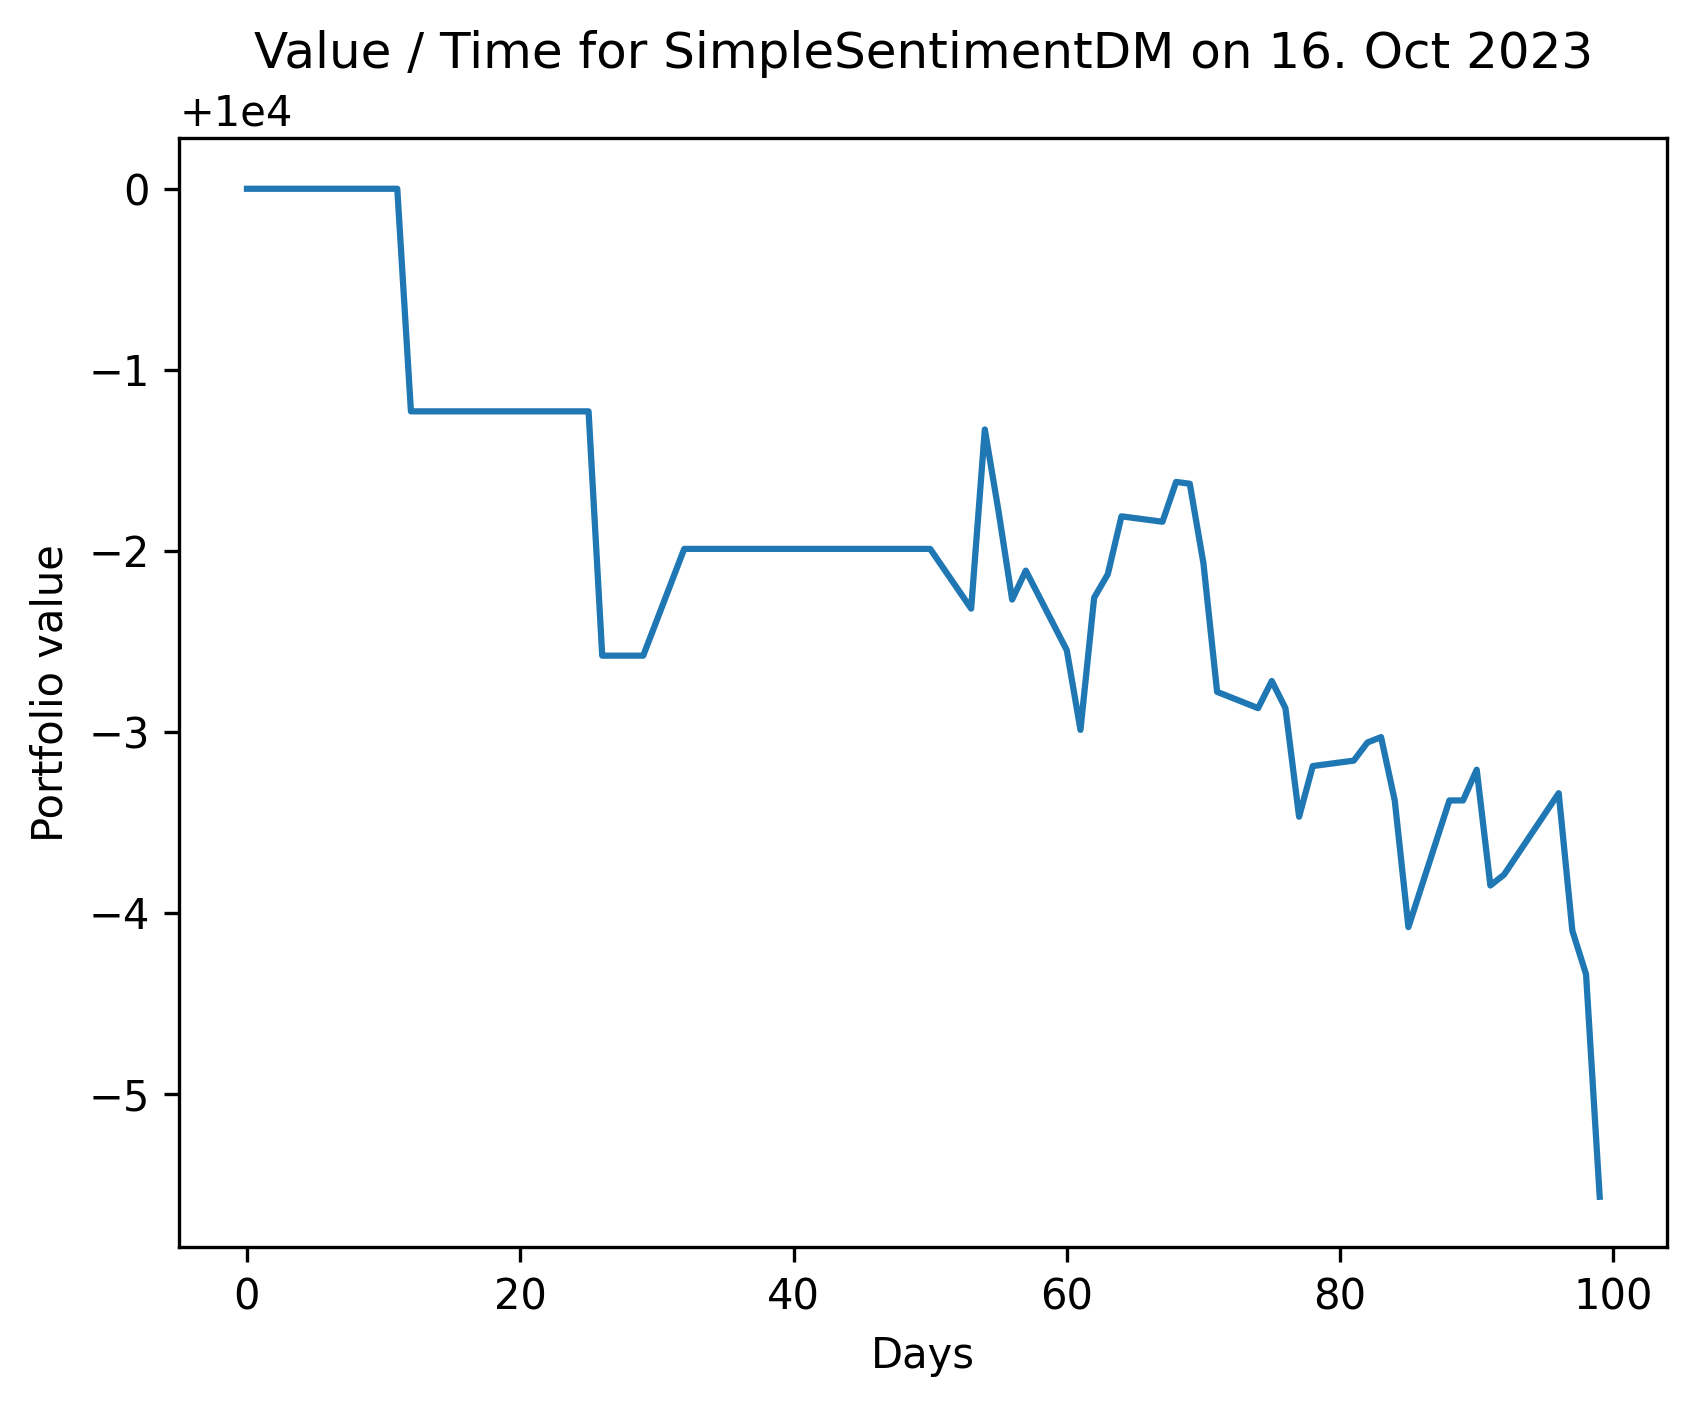 Value / Time for SimpleSentimentDM on 16. Oct 2023
+1e4
0
−1
−2
−3
−4
−5
Portfolio value
0 20 40 60 80 100
Days